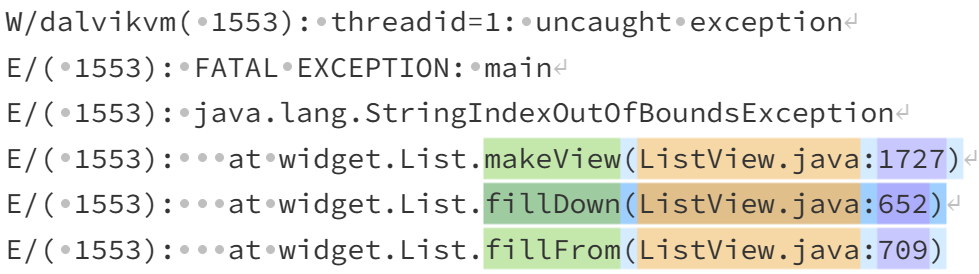 W/dalvikvm( 1553): threadid=1: uncaught exception
E/( 1553): FATAL EXCEPTION: main
E/( 1553): java.lang.StringIndexOutOfBoundsException
E/( 1553):   at widget.List.makeView(ListView.java:1727)
E/( 1553):   at widget.List.fillDown(ListView.java:652)
E/( 1553):   at widget.List.fillFrom(ListView.java:709)